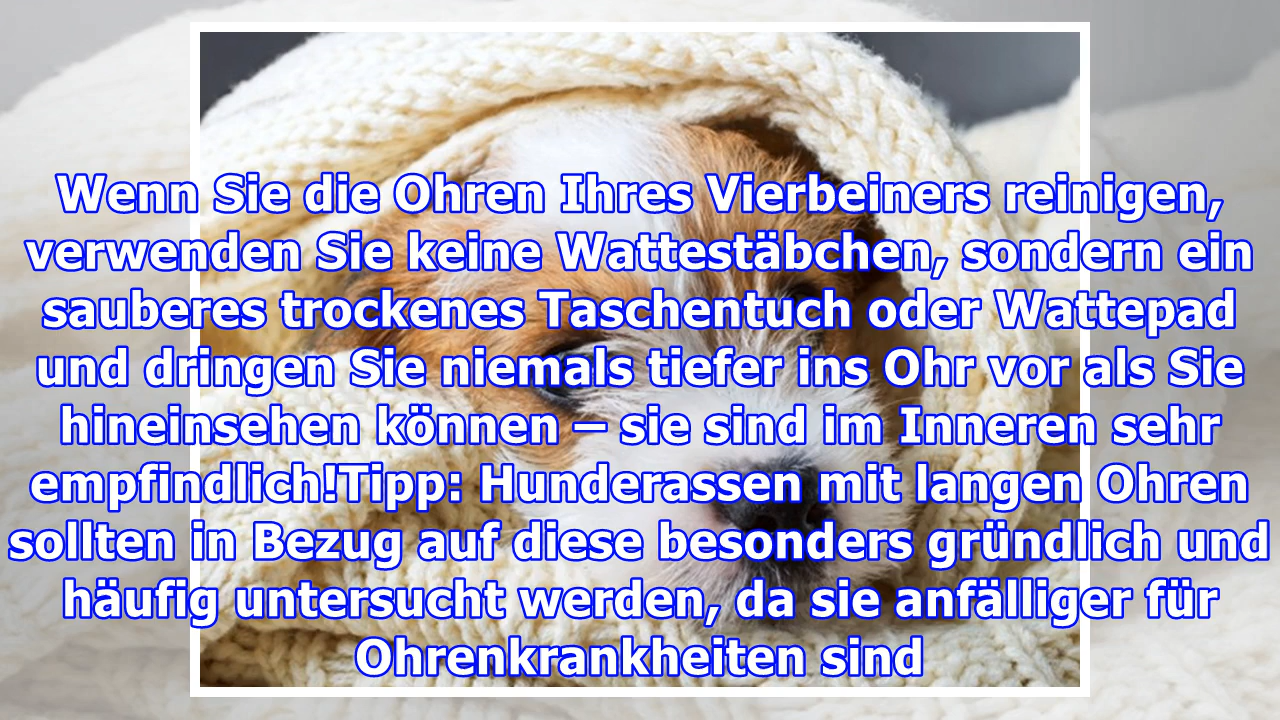 Wenn Sie die Ohren Ihres Vierbeiners reinigen,
verwenden Sie keine Wattestäbchen, sondern ein
sauberes trockenes Taschentuch oder Wattepad
und dringen Sie niemals tiefer ins Ohr vor als Sie
hineinsehen können – sie sind im Inneren sehr
empfindlich!Tipp: Hunderassen mit langen Ohren
sollten in Bezug auf diese besonders gründlich und
häufig untersucht werden, da sie anfälliger für
Ohrenkrankheiten sind